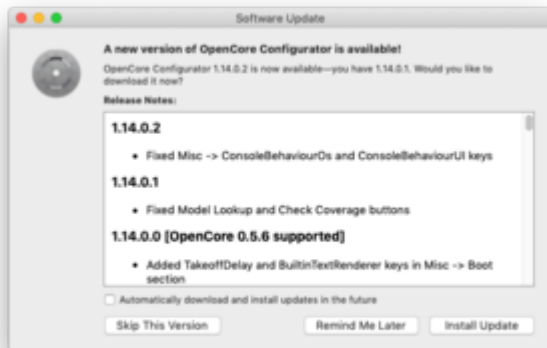 Software Update
A new version of OpenCore Configurator is available!
OpenCore Configurator 1.14.0.2 is now available—you have 1.14.0.1. Would you like to
download it now?
Release Notes:
1.14.0.2
• Fixed Misc -> ConsoleBehaviourOs and ConsoleBehaviourUI keys
1.14.0.1
• Fixed Model Lookup and Check Coverage buttons
1.14.0.0 [OpenCore 0.5.6 supported]
• Added TakeoffDelay and BuiltinTextRenderer keys in Misc -> Boot
section
Automatically download and install updates in the future
Skip This Version
Remind Me Later
Install Update